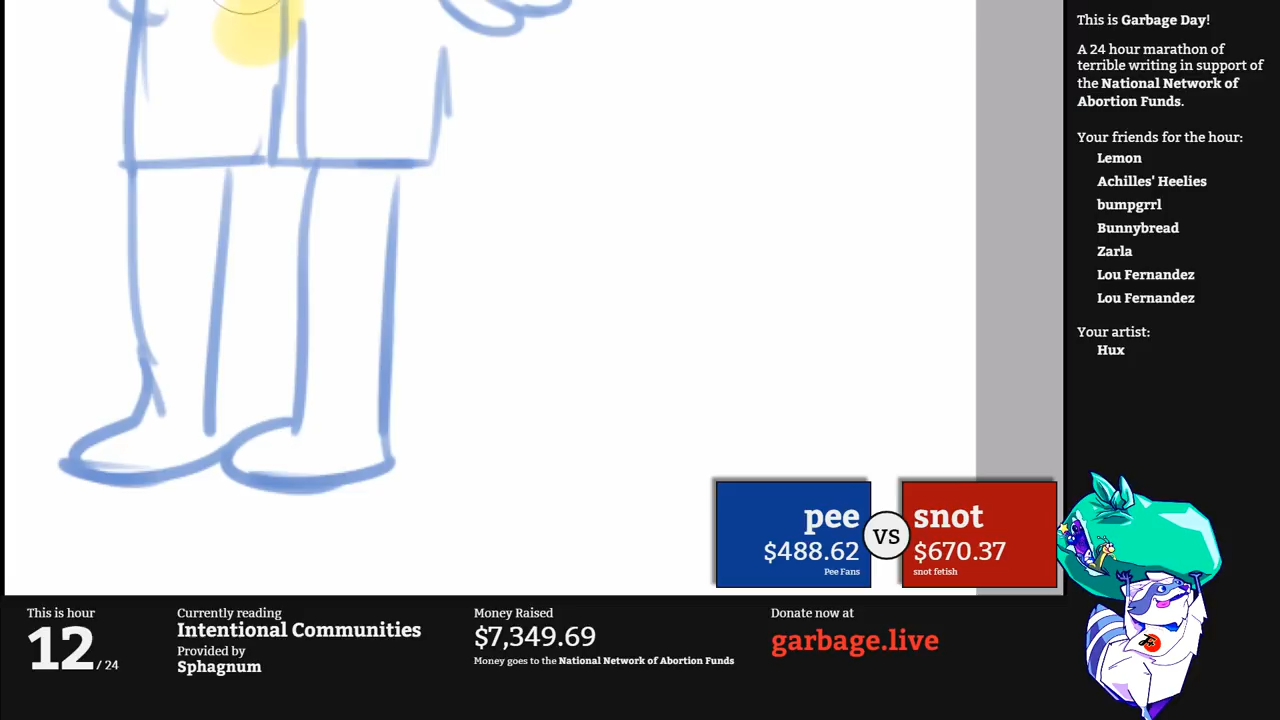 This is Garbage Day!
A 24 hour marathon of
terrible writing in support of
the National Network of
Abortion Funds.
Your friends for the hour:
Lemon
Achilles' Heelies
bumpgrrl
Bunnybread
Zarla
Lou Fernandez
Lou Fernandez
Your artist:
Hux
pee
$488.62
Pee Fans
VS
snot
$670.37
snot fetish
This is hour
12 / 24
Currently reading
Intentional Communities
Provided by
Sphagnum
Money Raised
$7,349.69
Money goes to the National Network of Abortion Funds
Donate now at
garbage.live